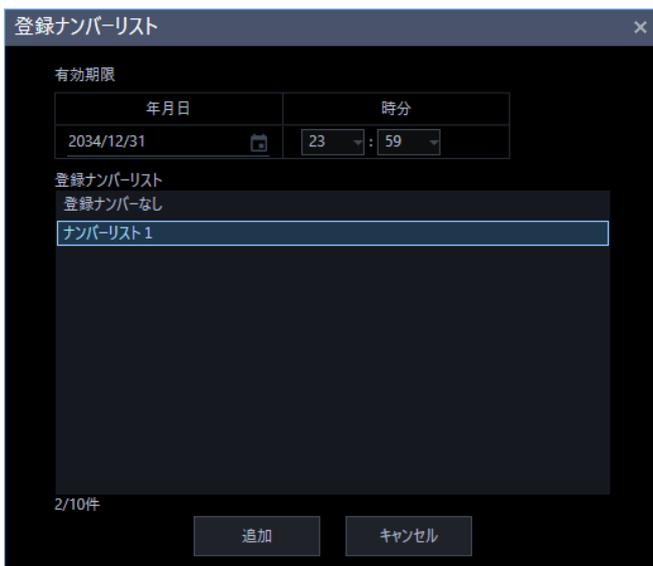 登録ナンバーリスト
有効期限
年月日 時分
2034/12/31 23 : 59
登録ナンバーリスト
登録ナンバーなし
ナンバーリスト 1
2/10件
追加 キャンセル